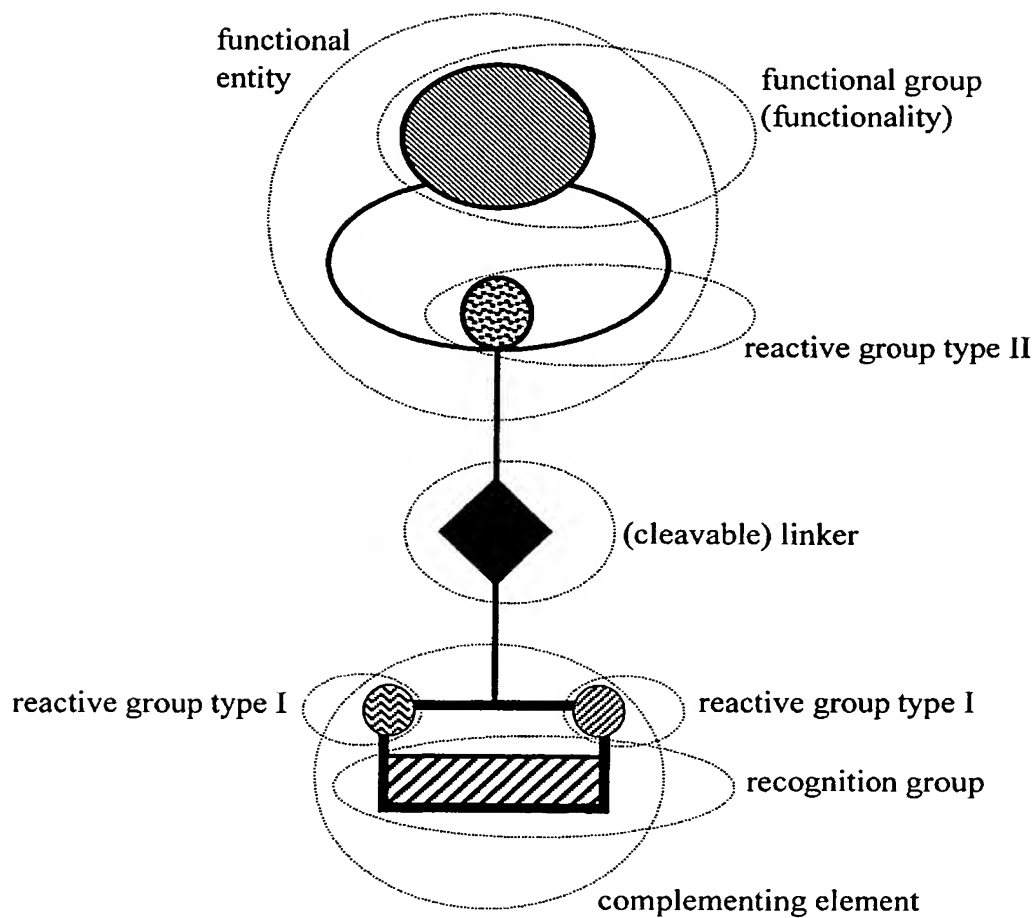 functional
entity
functional group
(functionality)
reactive group type II
(cleavable) linker
reactive group type I
reactive group type I
recognition group
complementing element